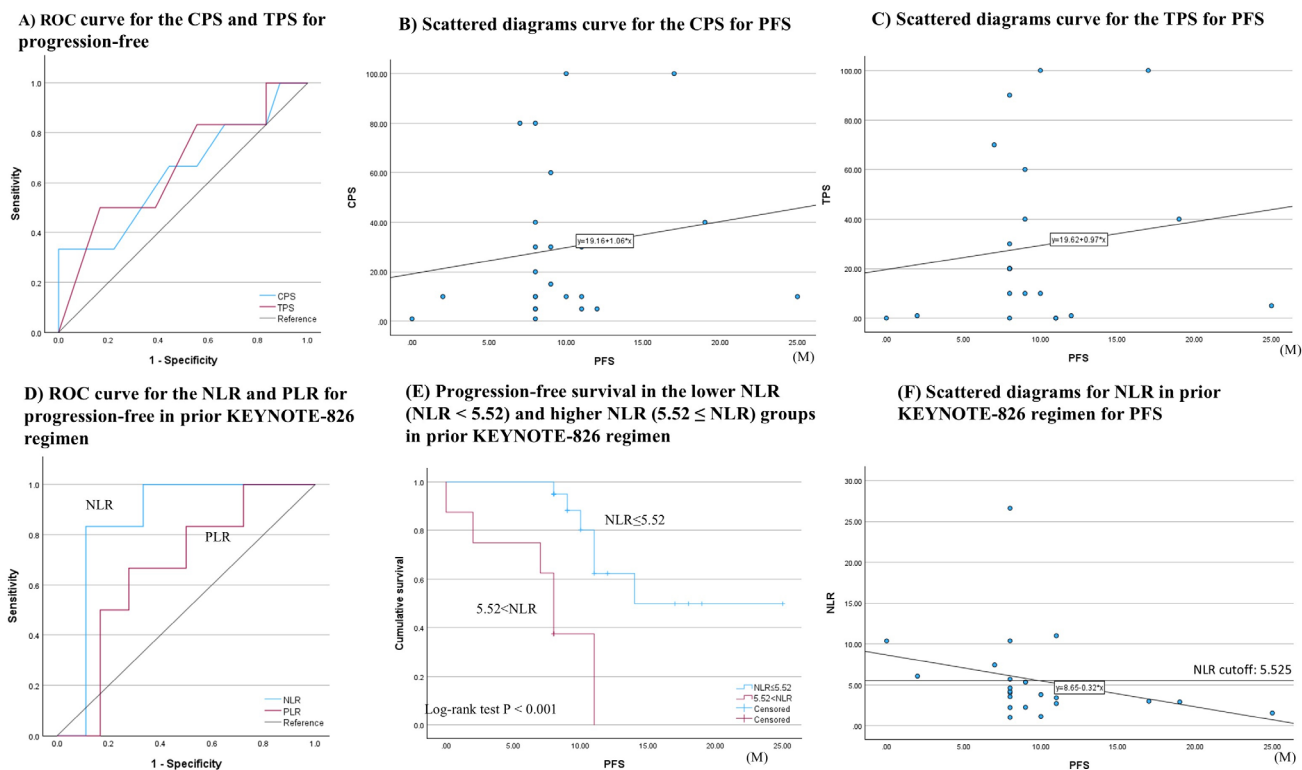 A) ROC curve for the CPS and TPS for
progression-free
1.0
0.8
0.6
0.4
0.2
0.0
Sensitivity
CPS
TPS
Reference
0.0 0.2 0.4 0.6 0.8 1.0
1 - Specificity
B) Scattered diagrams curve for the CPS for PFS
100.00
80.00
60.00
40.00
20.00
.00
CPS
y=19.16+1.06*x
.00 5.00 10.00 15.00 20.00 25.00
PFS
(M)
C) Scattered diagrams curve for the TPS for PFS
100.00
80.00
60.00
40.00
20.00
.00
TPS
y=19.62+0.97*x
.00 5.00 10.00 15.00 20.00 25.00
PFS
(M)
D) ROC curve for the NLR and PLR for
progression-free in prior KEYNOTE-826
regimen
1.0
0.8
0.6
0.4
0.2
0.0
Sensitivity
NLR
PLR
NLR
PLR
Reference
0.0 0.2 0.4 0.6 0.8 1.0
1 - Specificity
(E) Progression-free survival in the lower NLR
(NLR < 5.52) and higher NLR (5.52 ≤ NLR) groups
in prior KEYNOTE-826 regimen
1.0
0.8
0.6
0.4
0.2
0.0
Cumulative survival
NLR≤5.52
5.52<NLR
NLR≤5.52
5.52<NLR
Censored
Censored
Log-rank test P < 0.001
.00 5.00 10.00 15.00 20.00 25.00
PFS
(M)
(F) Scattered diagrams for NLR in prior
KEYNOTE-826 regimen for PFS
30.00
25.00
20.00
15.00
10.00
5.00
.00
NLR
NLR cutoff: 5.525
y=8.65-0.32*x
.00 5.00 10.00 15.00 20.00 25.00
PFS
(M)